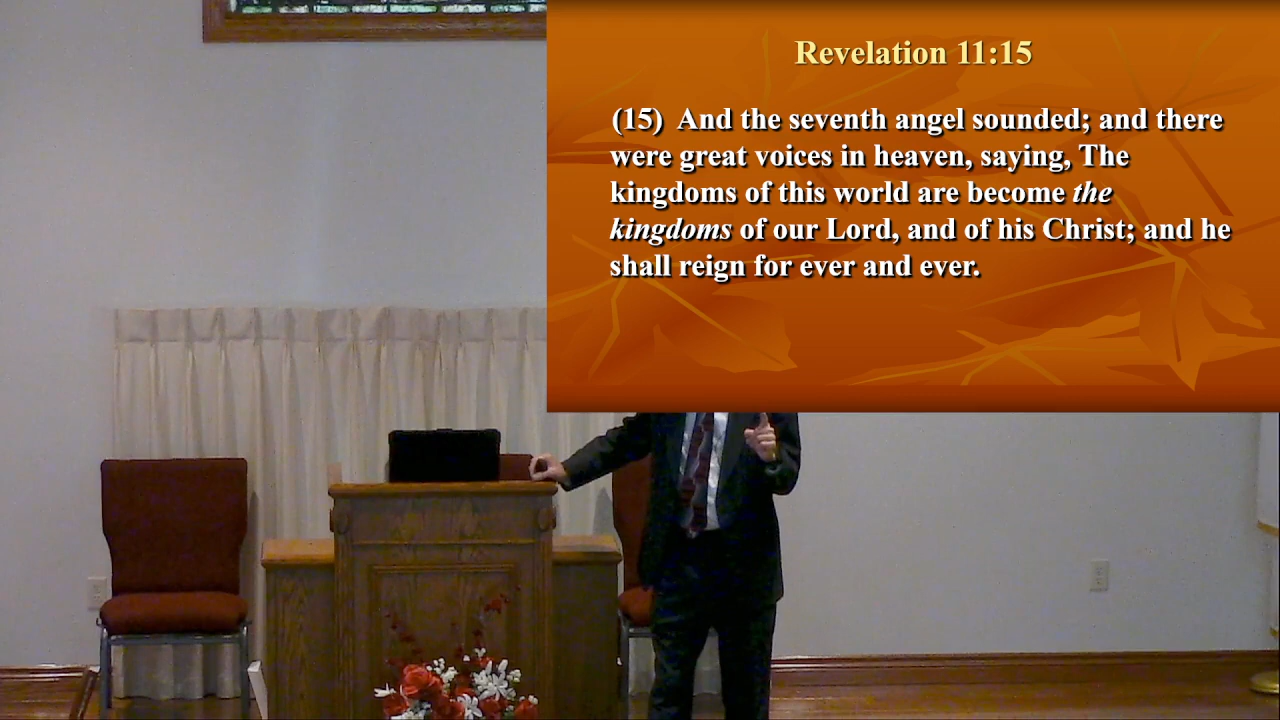 Revelation 11:15
(15) And the seventh angel sounded; and there
were great voices in heaven, saying, The
kingdoms of this world are become the
kingdoms of our Lord, and of his Christ; and he
shall reign for ever and ever.